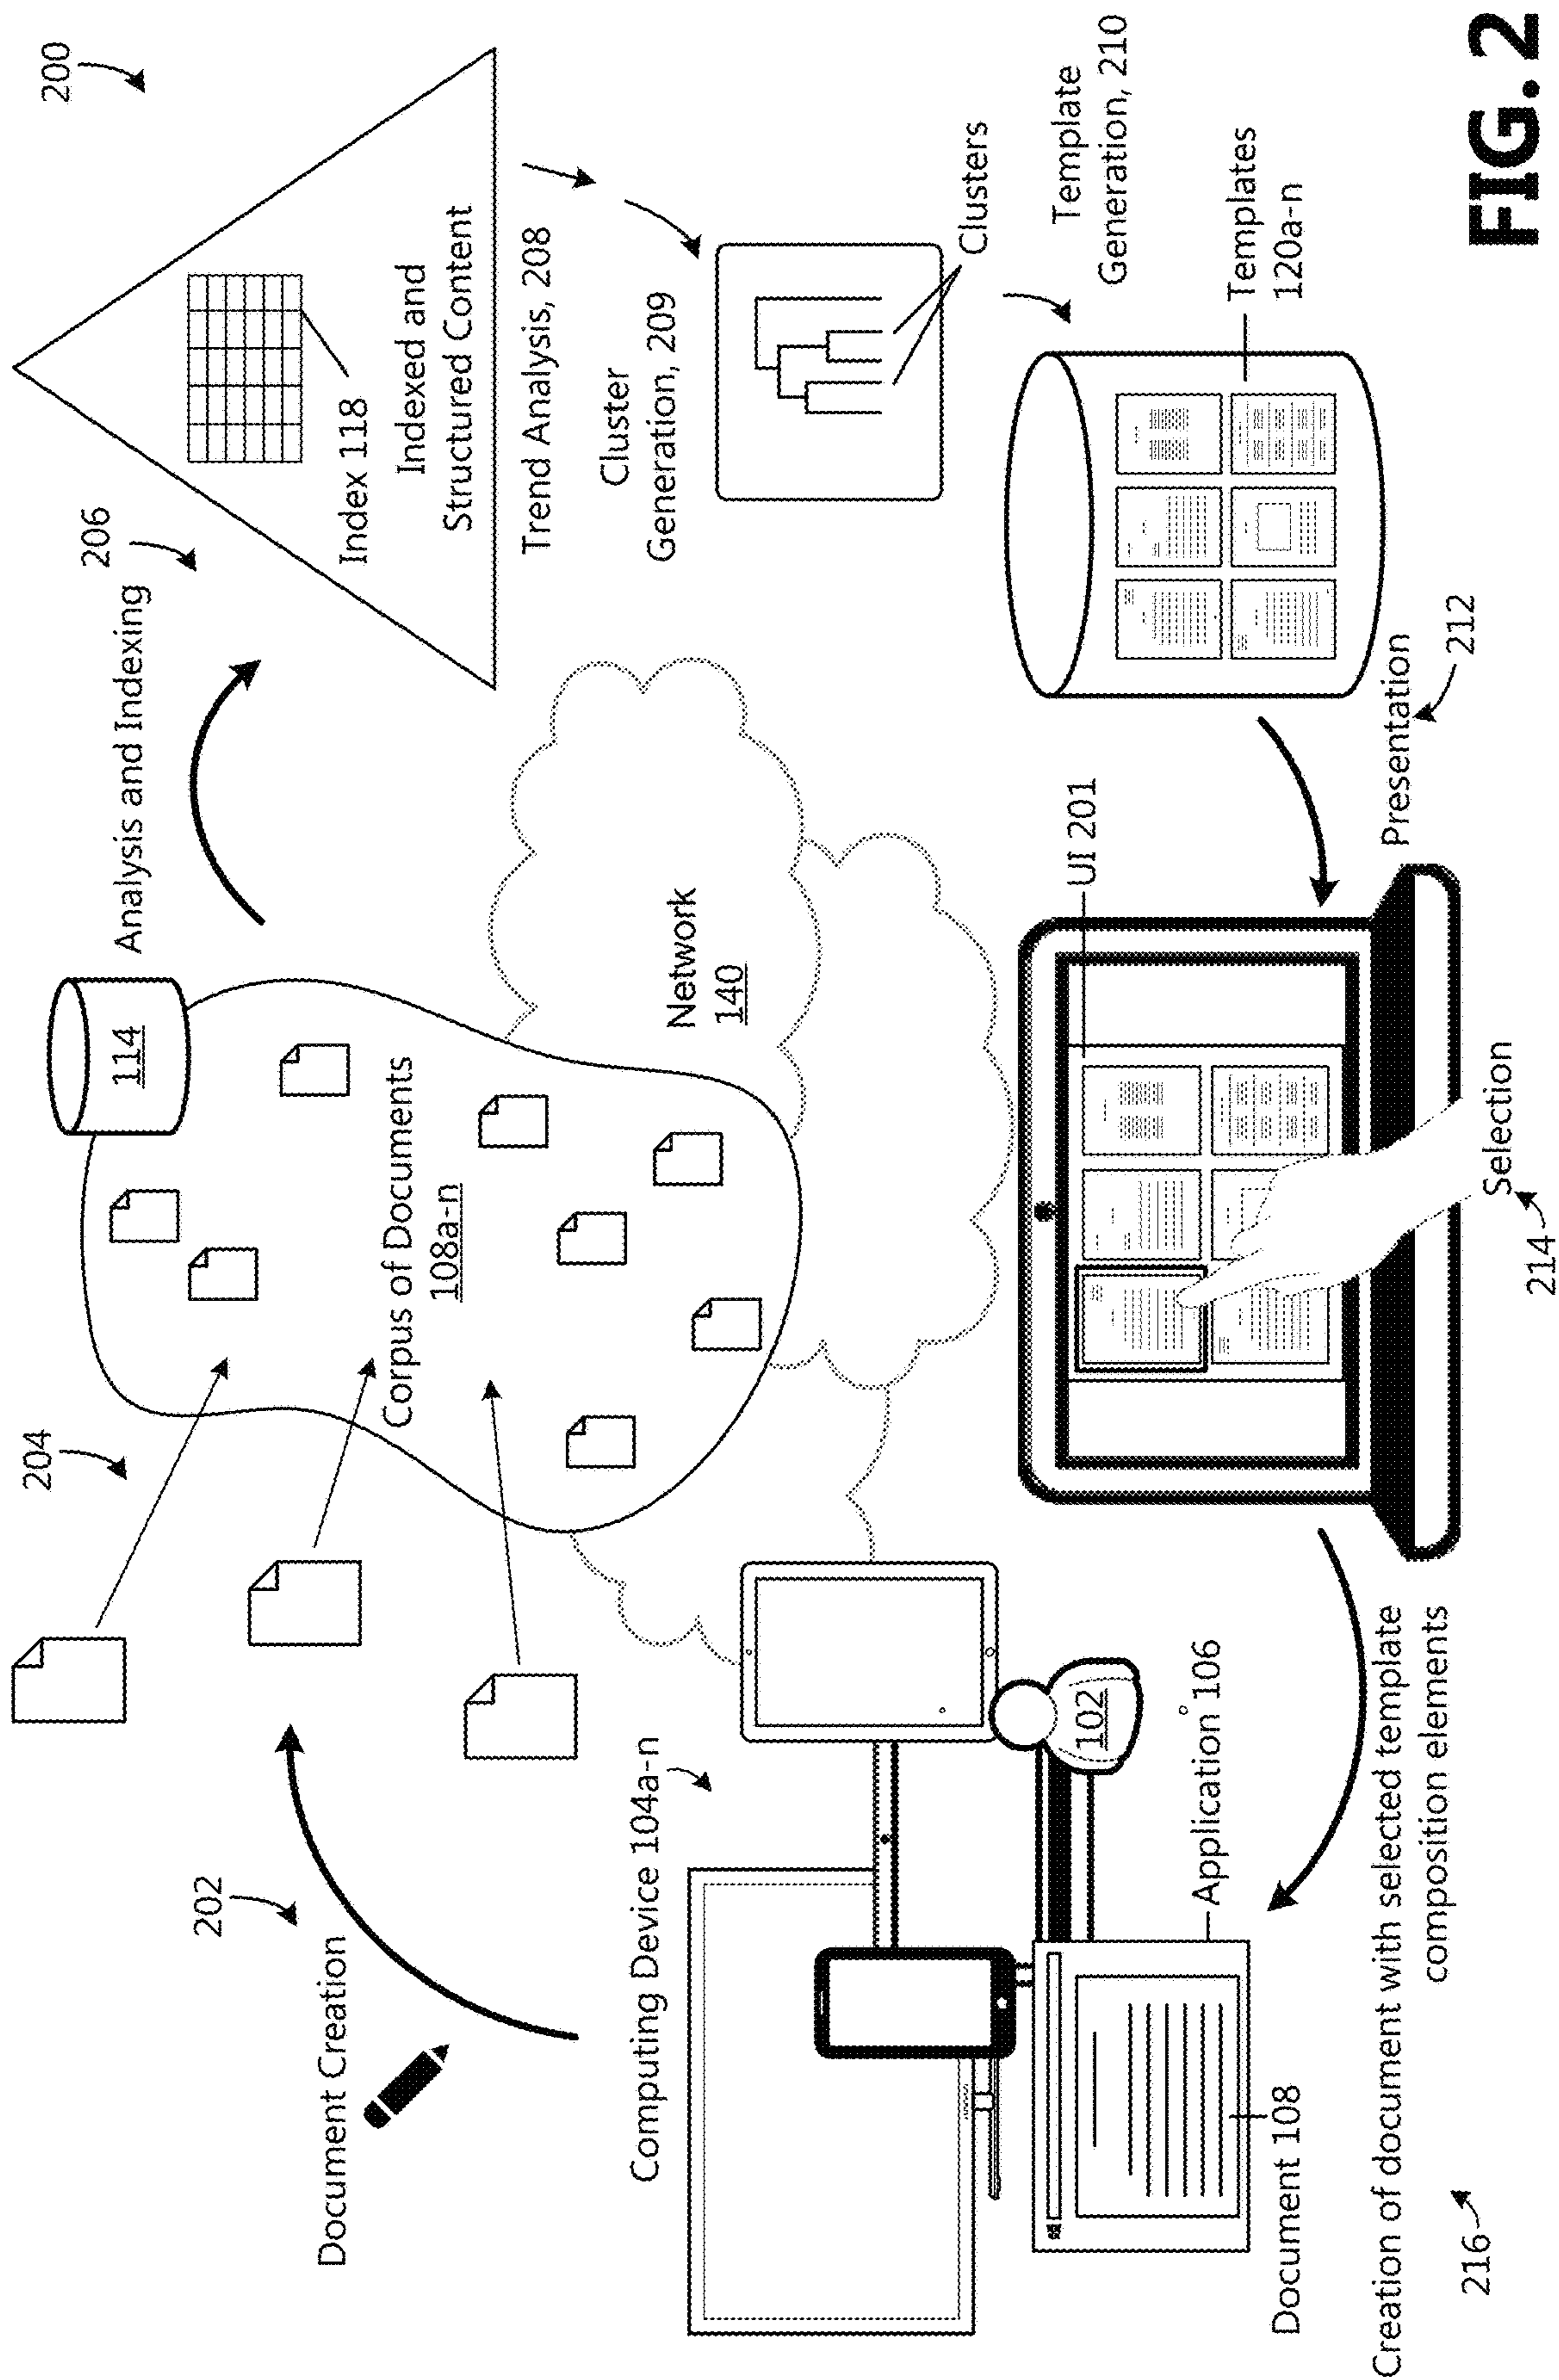 200
202
Document Creation
204
114
Corpus of Documents
108a-n
206
Analysis and Indexing
Index 118
Indexed and
Structured Content
Trend Analysis, 208
Cluster
Generation, 209
Clusters
Template
Generation, 210
Templates
120a-n
Network
140
Computing Device 104a-n
102
Application 106
Document 108
UI 201
Presentation
212
Selection
214
Creation of document with selected template
composition elements
216
FIG. 2